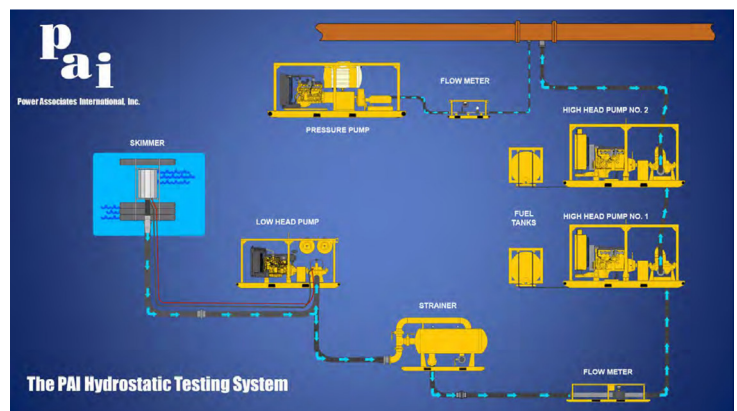 pai
Power Associates International, Inc.
SKIMMER
LOW HEAD PUMP
PRESSURE PUMP
FLOW METER
HIGH HEAD PUMP NO. 2
FUEL
TANKS
HIGH HEAD PUMP NO. 1
STRAINER
FLOW METER
The PAI Hydrostatic Testing System